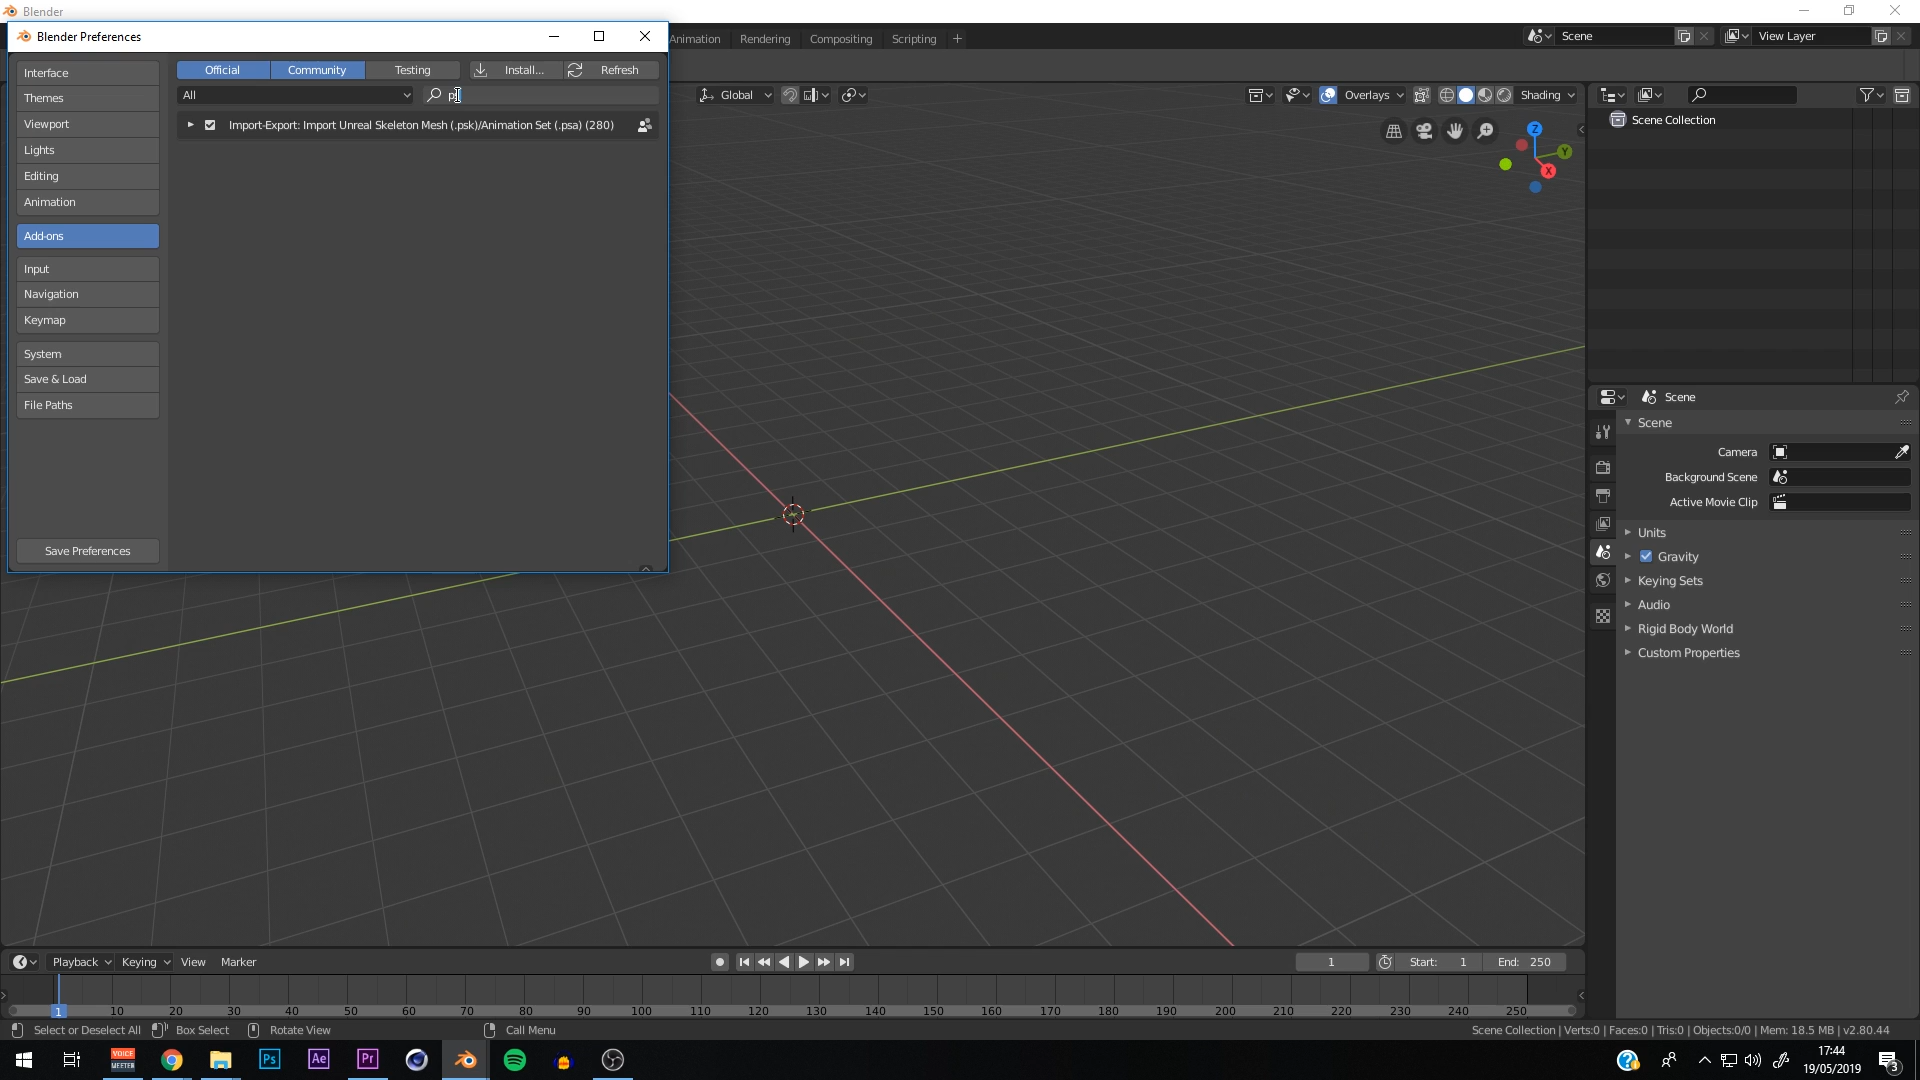 Blender
Blender Preferences
Animation Rendering Compositing Scripting
Scene
View Layer
Interface
Themes
Viewport
Lights
Editing
Animation
Add-ons
Input
Navigation
Keymap
System
Save & Load
File Paths
Save Preferences
Official Community Testing Install... Refresh
All
Import-Export: Import Unreal Skeleton Mesh (.psk)/Animation Set (.psa) (280)
Global
Overlays
Shading
Z
Y
X
Scene Collection
Scene
Scene
Camera
Background Scene
Active Movie Clip
Units
Gravity
Keying Sets
Audio
Rigid Body World
Custom Properties
Playback Keying View Marker
1
Start: 1
End: 250
1 10 20 30 40 50 60 70 80 90 100 110 120 130 140 150 160 170 180 190 200 210 220 230 240 250
Select or Deselect All Box Select Rotate View Call Menu
Scene Collection | Verts:0 | Faces:0 | Tris:0 | Objects:0/0 | Mem: 18.5 MB | v2.80.44
VOICE
MEETER
Ps
Ae
Pr
17:44
19/05/2019
3